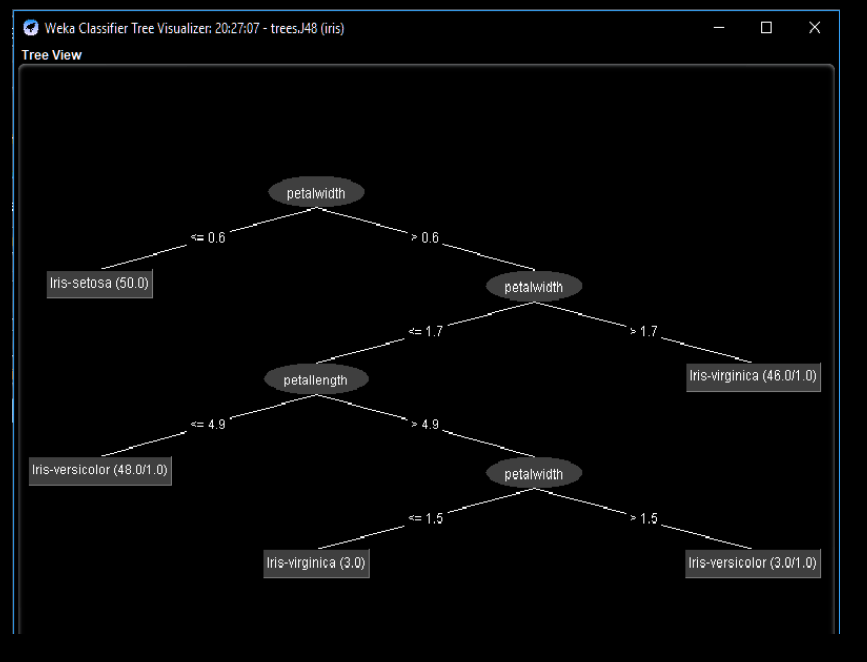 Weka Classifier Tree Visualizer: 20:27:07 - trees.J48 (iris)
Tree View
petalwidth
<= 0.6
> 0.6
Iris-setosa (50.0)
petalwidth
<= 1.7
> 1.7
petallength
Iris-virginica (46.0/1.0)
<= 4.9
> 4.9
Iris-versicolor (48.0/1.0)
petalwidth
<= 1.5
> 1.5
Iris-virginica (3.0)
Iris-versicolor (3.0/1.0)